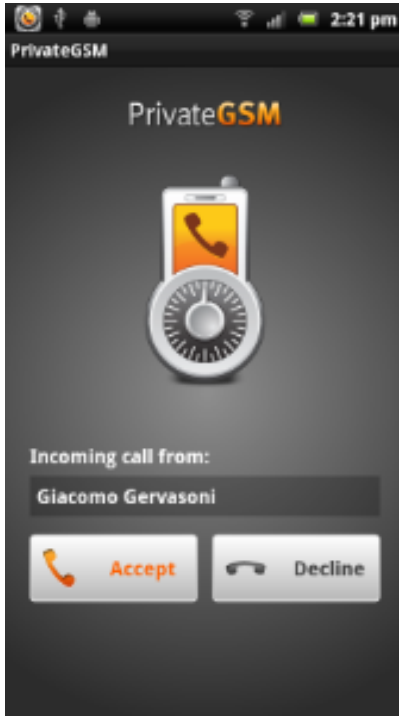 2:21 pm
PrivateGSM
PrivateGSM
Incoming call from:
Giacomo Gervasoni
Accept
Decline